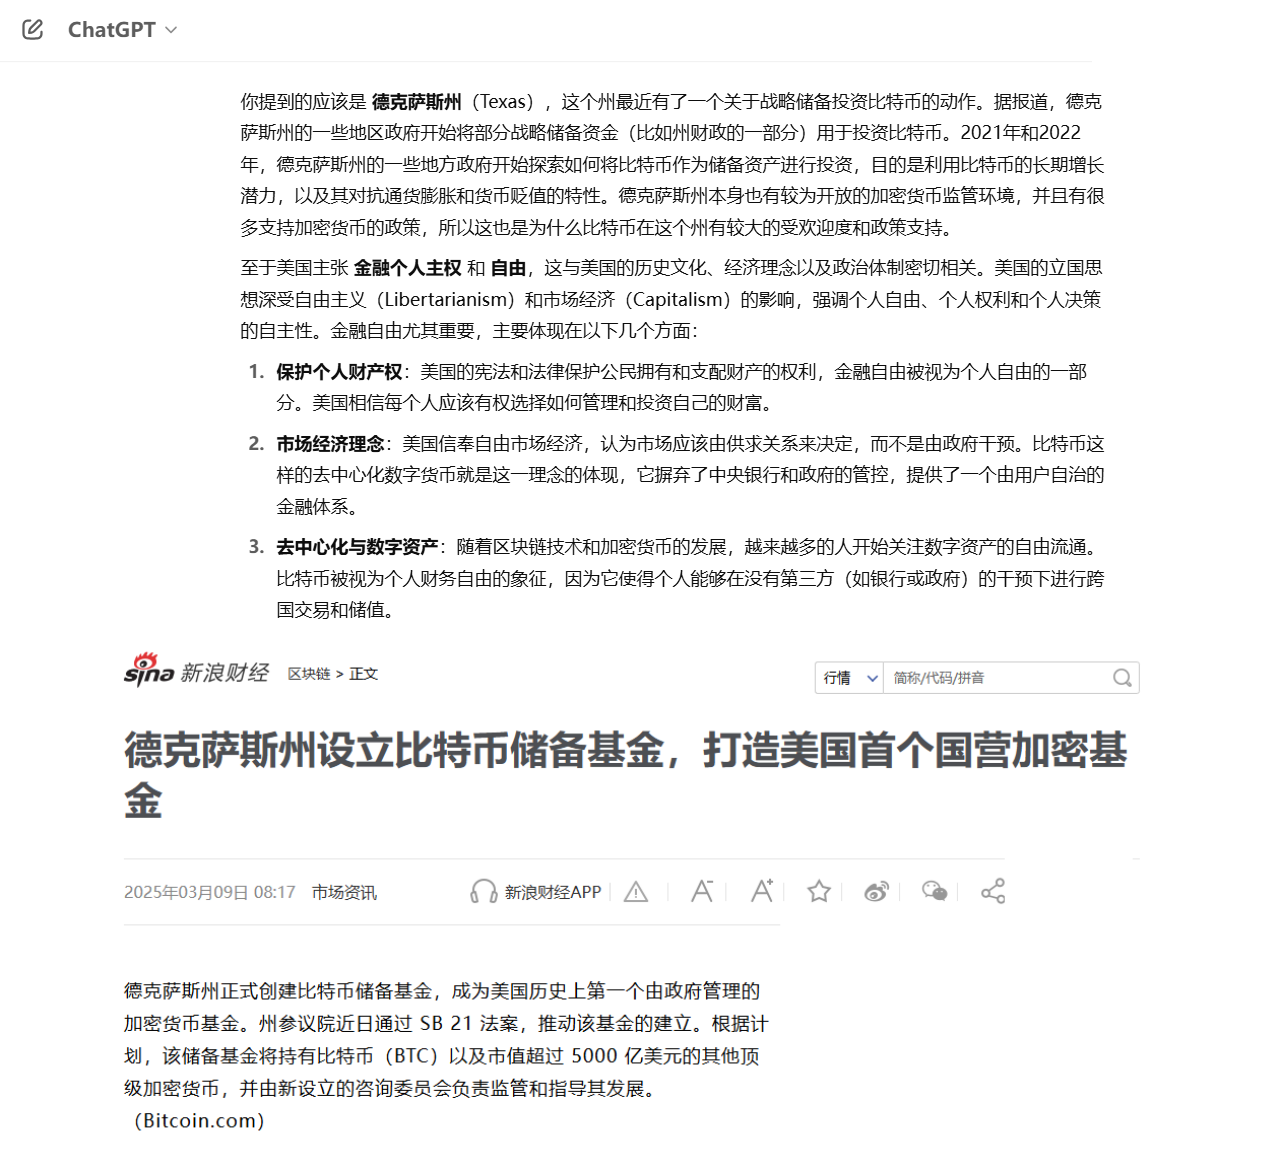 ChatGPT
你提到的应该是 德克萨斯州（Texas），这个州最近有了一个关于战略储备投资比特币的动作。据报道，德克
萨斯州的一些地区政府开始将部分战略储备资金（比如州财政的一部分）用于投资比特币。2021年和2022
年，德克萨斯州的一些地方政府开始探索如何将比特币作为储备资产进行投资，目的是利用比特币的长期增长
潜力，以及其对抗通货膨胀和货币贬值的特性。德克萨斯州本身也有较为开放的加密货币监管环境，并且有很
多支持加密货币的政策，所以这也是为什么比特币在这个州有较大的受欢迎度和政策支持。
至于美国主张 金融个人主权 和 自由，这与美国的历史文化、经济理念以及政治体制密切相关。美国的立国思
想深受自由主义（Libertarianism）和市场经济（Capitalism）的影响，强调个人自由、个人权利和个人决策
的自主性。金融自由尤其重要，主要体现在以下几个方面：
1. 保护个人财产权：美国的宪法和法律保护公民拥有和支配财产的权利，金融自由被视为个人自由的一部
分。美国相信每个人应该有权选择如何管理和投资自己的财富。
2. 市场经济理念：美国信奉自由市场经济，认为市场应该由供求关系来决定，而不是由政府干预。比特币这
样的去中心化数字货币就是这一理念的体现，它摒弃了中央银行和政府的管控，提供了一个由用户自治的
金融体系。
3. 去中心化与数字资产：随着区块链技术和加密货币的发展，越来越多的人开始关注数字资产的自由流通。
比特币被视为个人财务自由的象征，因为它使得个人能够在没有第三方（如银行或政府）的干预下进行跨
国交易和储值。
sina 新浪财经 区块链 > 正文 行情 简称/代码/拼音
德克萨斯州设立比特币储备基金，打造美国首个国营加密基
金
2025年03月09日 08:17 市场资讯 新浪财经APP A- A+
德克萨斯州正式创建比特币储备基金，成为美国历史上第一个由政府管理的
加密货币基金。州参议院近日通过 SB 21 法案，推动该基金的建立。根据计
划，该储备基金将持有比特币（BTC）以及市值超过 5000 亿美元的其他顶
级加密货币，并由新设立的咨询委员会负责监管和指导其发展。
（Bitcoin.com）